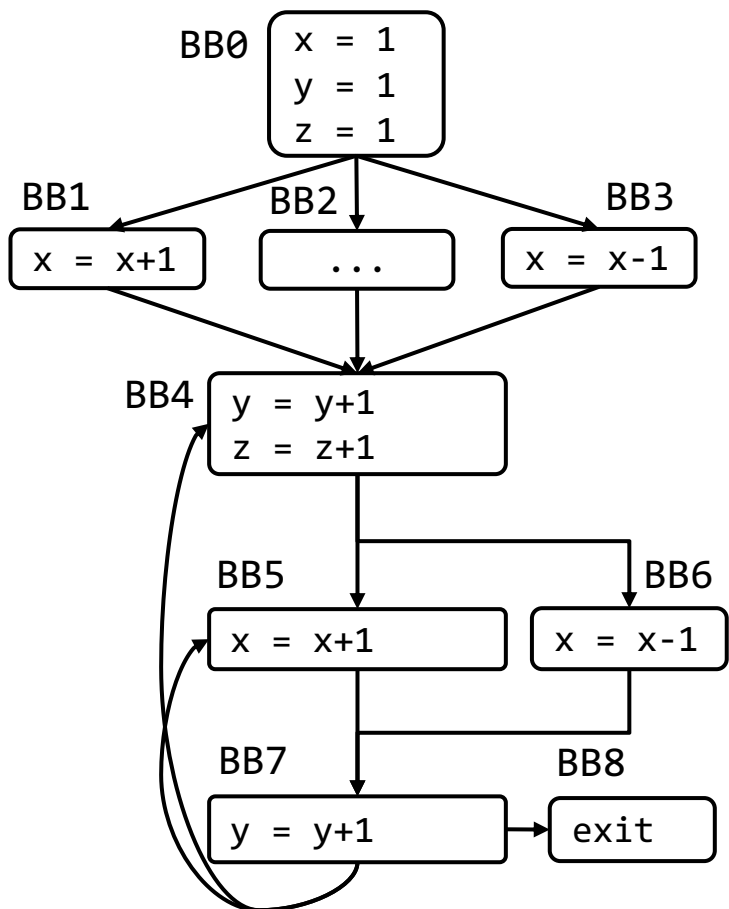 BB0
x = 1
y = 1
z = 1
BB1
BB2
BB3
x = x+1
...
x = x-1
BB4
y = y+1
z = z+1
BB5
BB6
x = x+1
x = x-1
BB7
BB8
y = y+1
exit